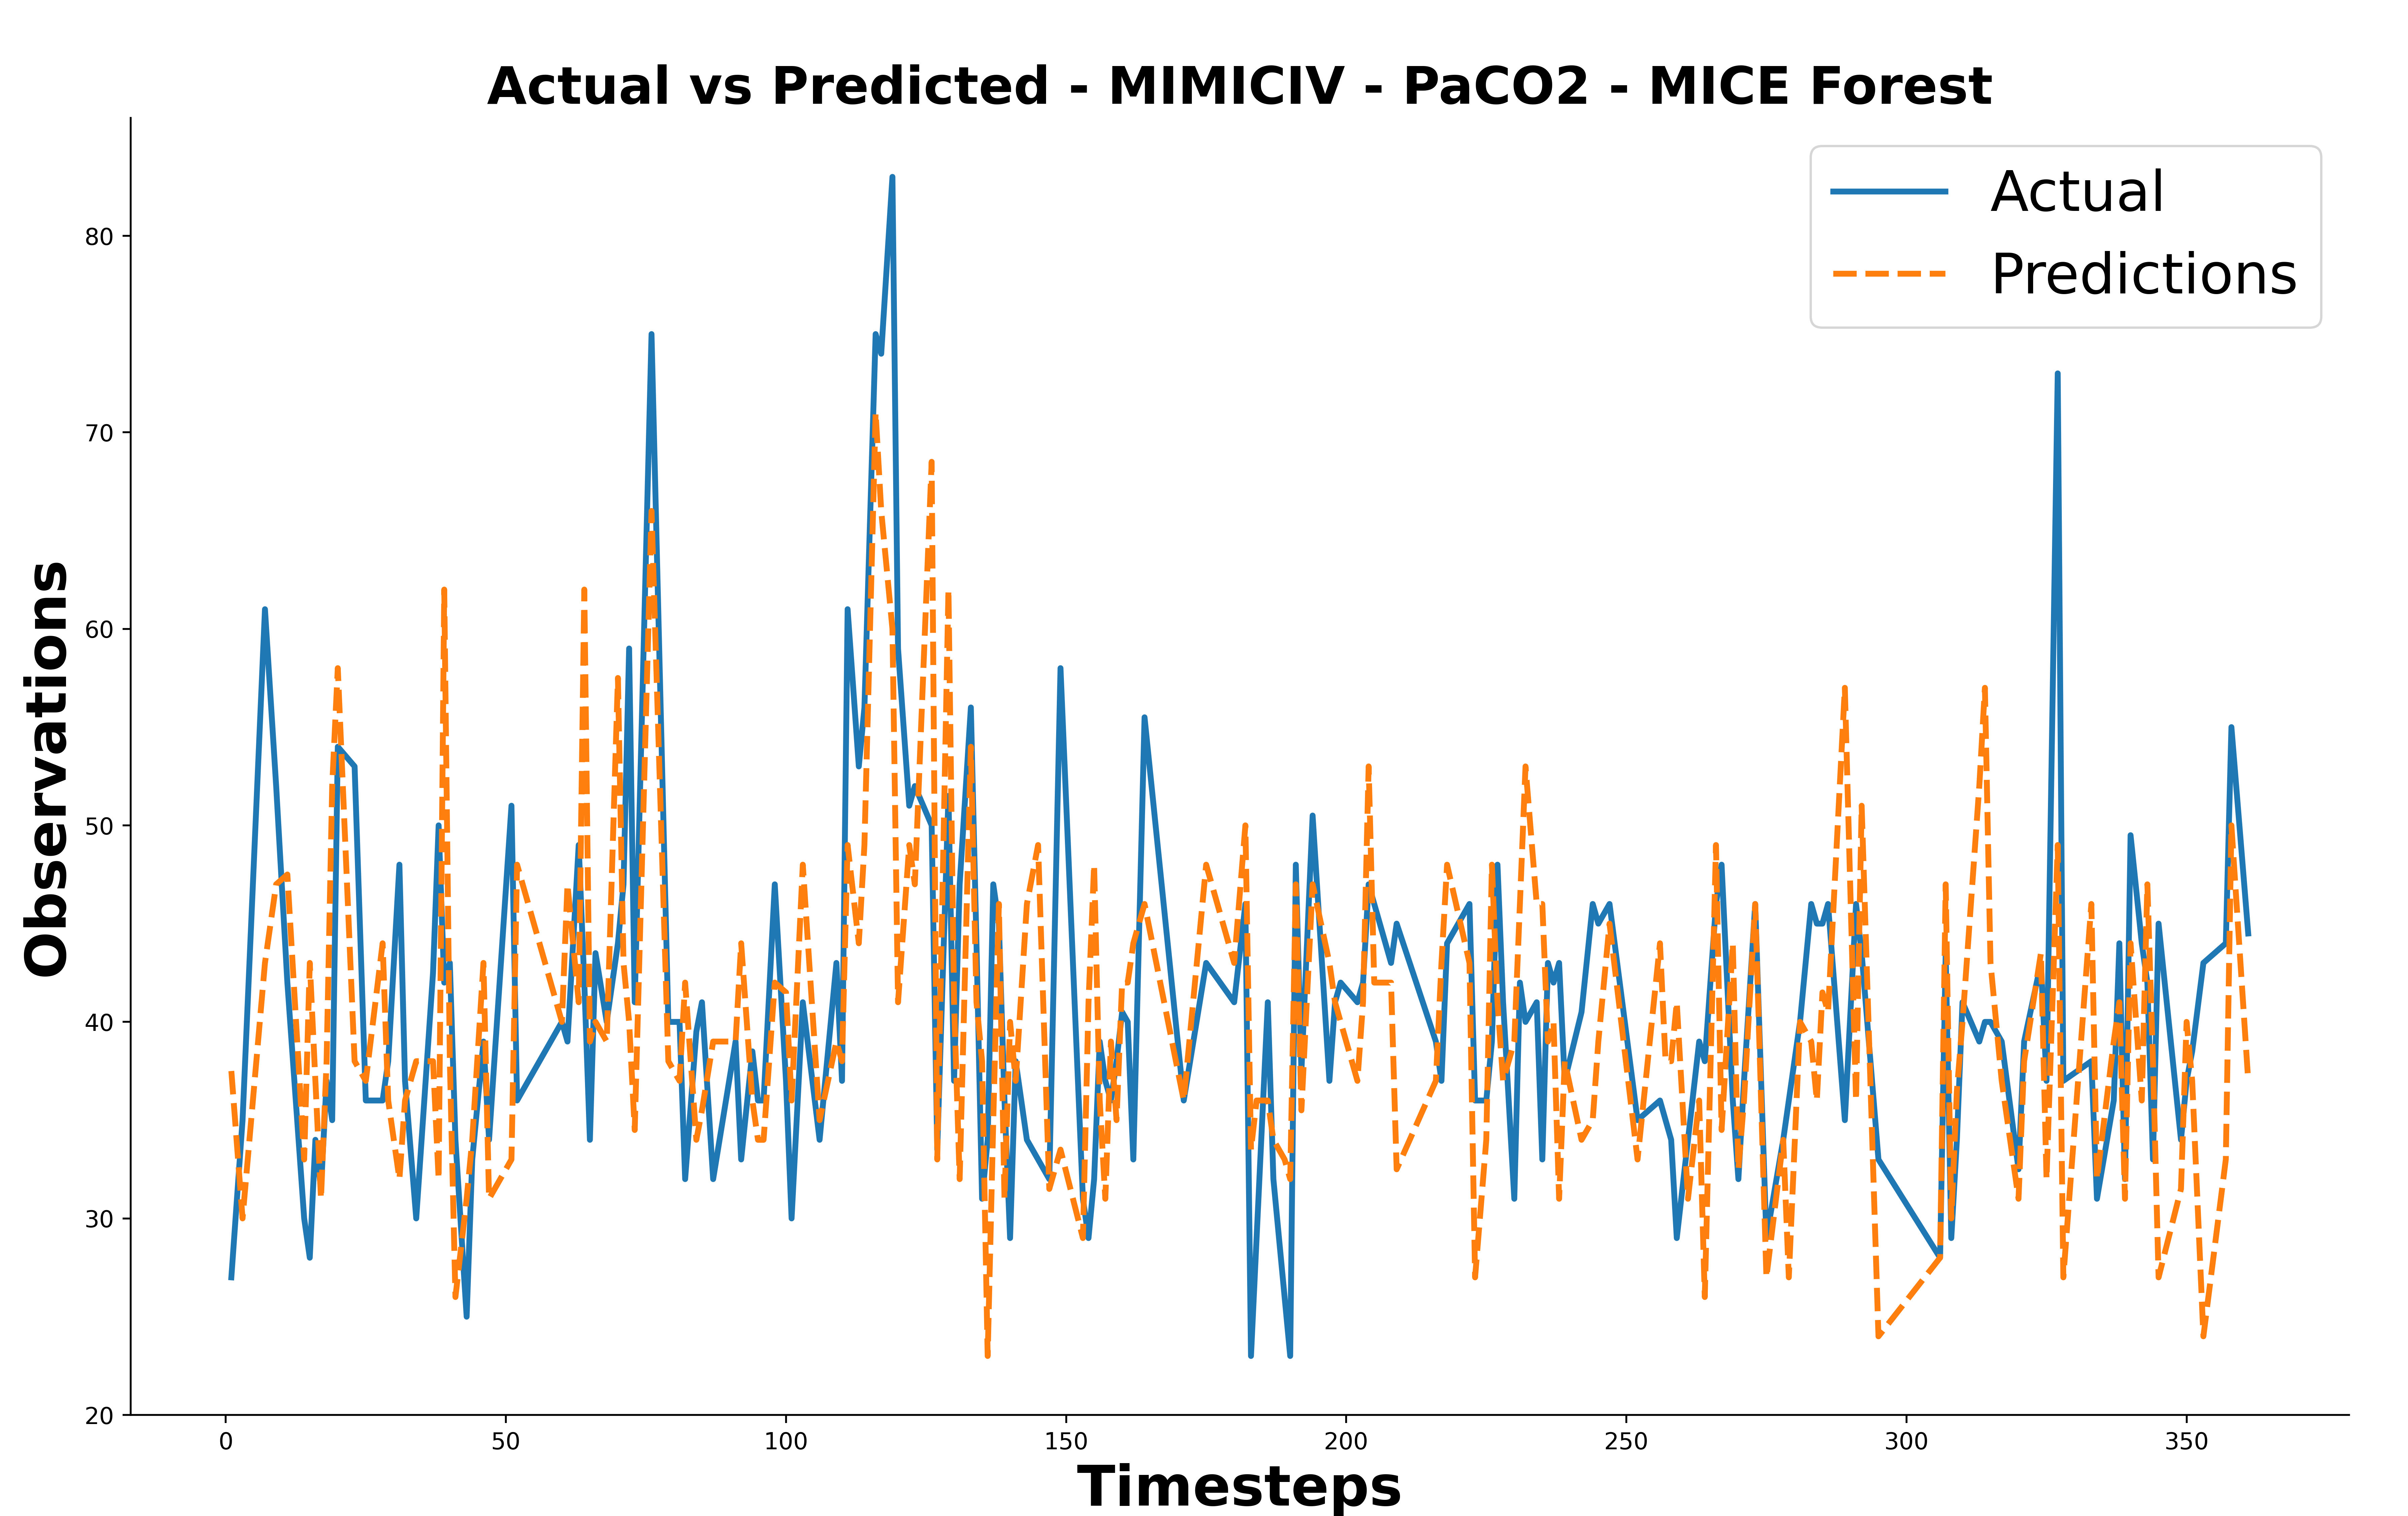 Actual vs Predicted - MIMICIV - PaCO2 - MICE Forest
Actual
Predictions
Observations
80
70
60
50
40
30
20
0 50 100 150 200 250 300 350
Timesteps